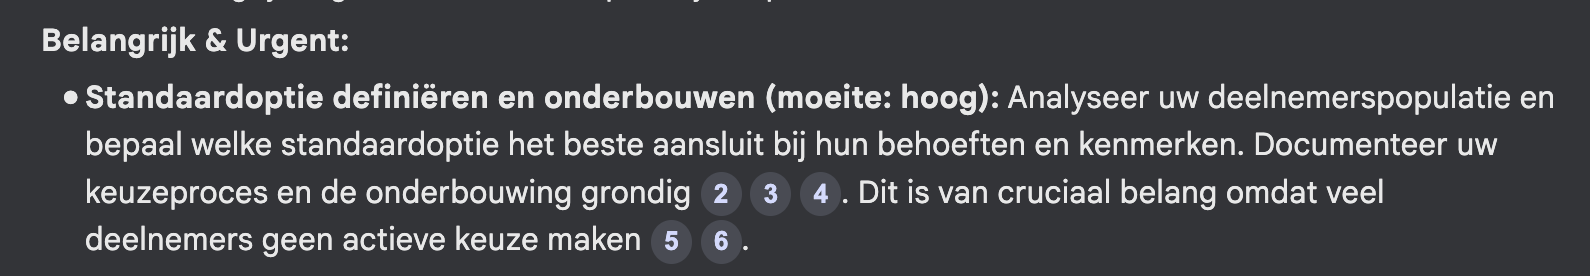 Belangrijk & Urgent:
• Standaardoptie definiëren en onderbouwen (moeite: hoog): Analyseer uw deelnemerspopulatie en
bepaal welke standaardoptie het beste aansluit bij hun behoeften en kenmerken. Documenteer uw
keuzeproces en de onderbouwing grondig 2 3 4 . Dit is van cruciaal belang omdat veel
deelnemers geen actieve keuze maken 5 6 .